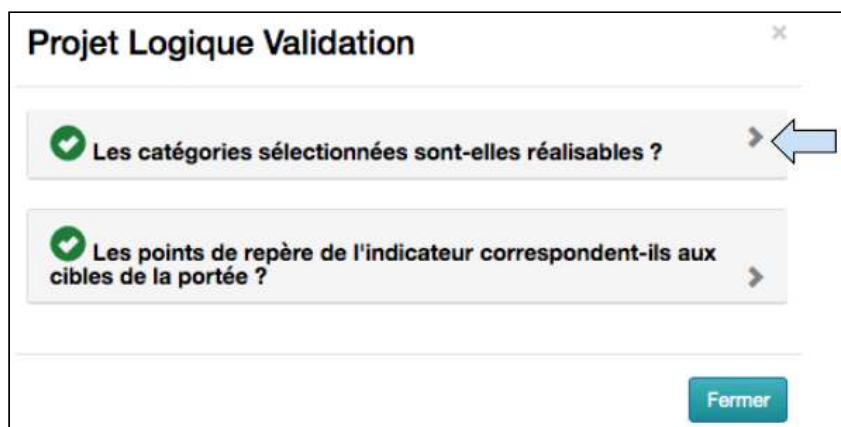 Projet Logique Validation
×
Les catégories sélectionnées sont-elles réalisables ?
Les points de repère de l'indicateur correspondent-ils aux
cibles de la portée ?
Fermer